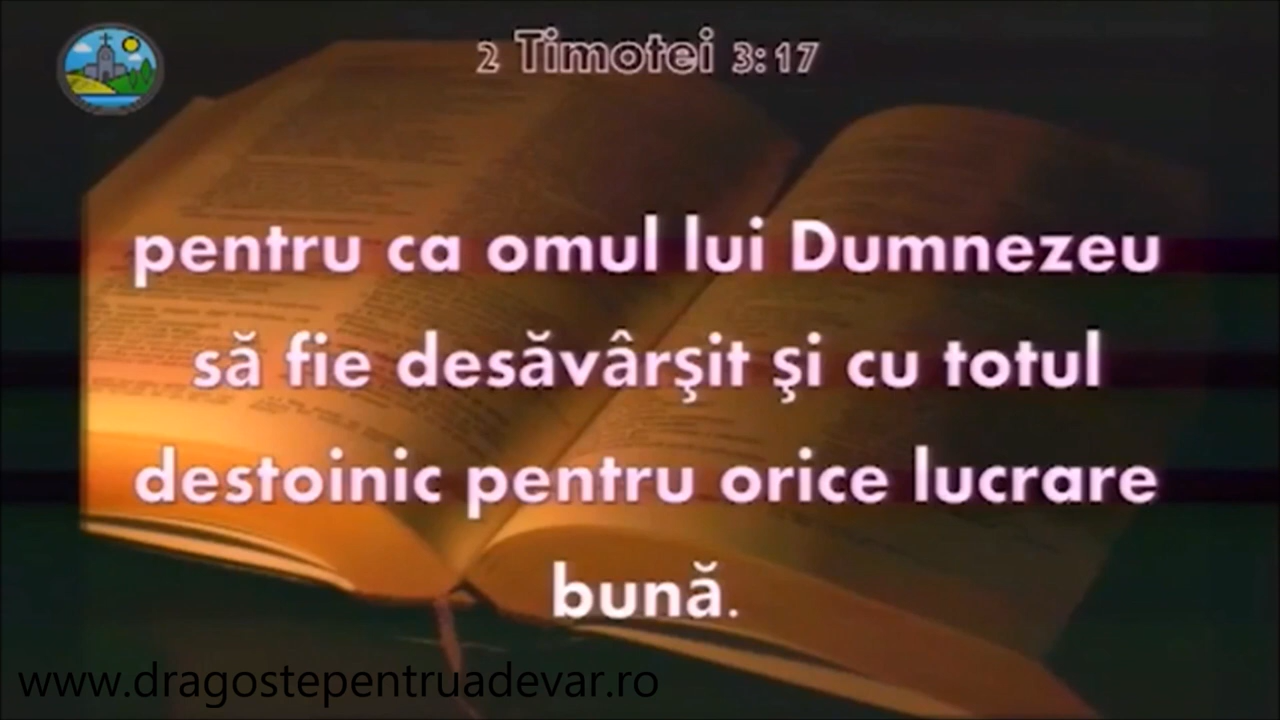 2 Timotei 3:17
pentru ca omul lui Dumnezeu
să fie desăvârşit şi cu totul
destoinic pentru orice lucrare
bună.
www.dragostepentruadevar.ro